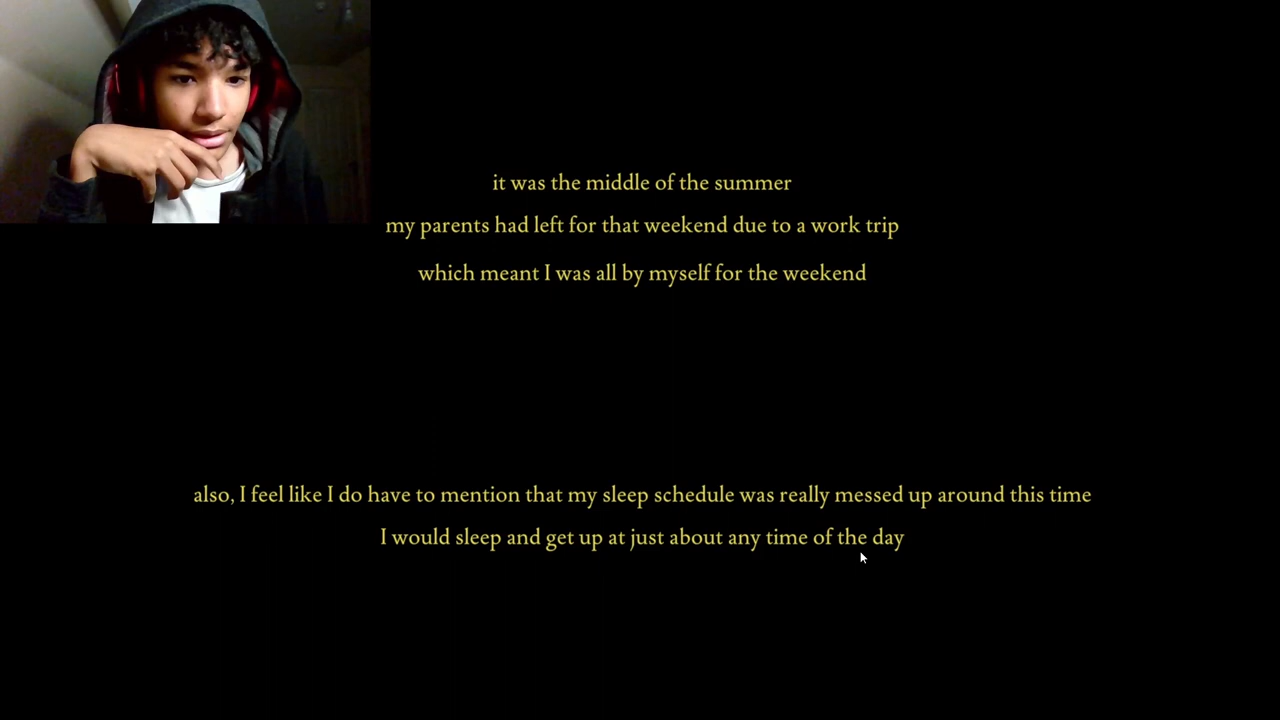 it was the middle of the summer
my parents had left for that weekend due to a work trip
which meant I was all by myself for the weekend
also, I feel like I do have to mention that my sleep schedule was really messed up around this time
I would sleep and get up at just about any time of the day